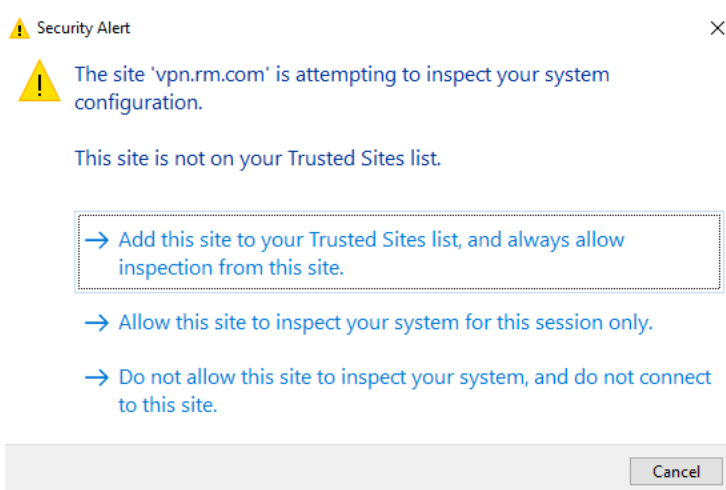 Security Alert
The site 'vpn.rm.com' is attempting to inspect your system
configuration.
This site is not on your Trusted Sites list.
Add this site to your Trusted Sites list, and always allow
inspection from this site.
Allow this site to inspect your system for this session only.
Do not allow this site to inspect your system, and do not connect
to this site.
Cancel